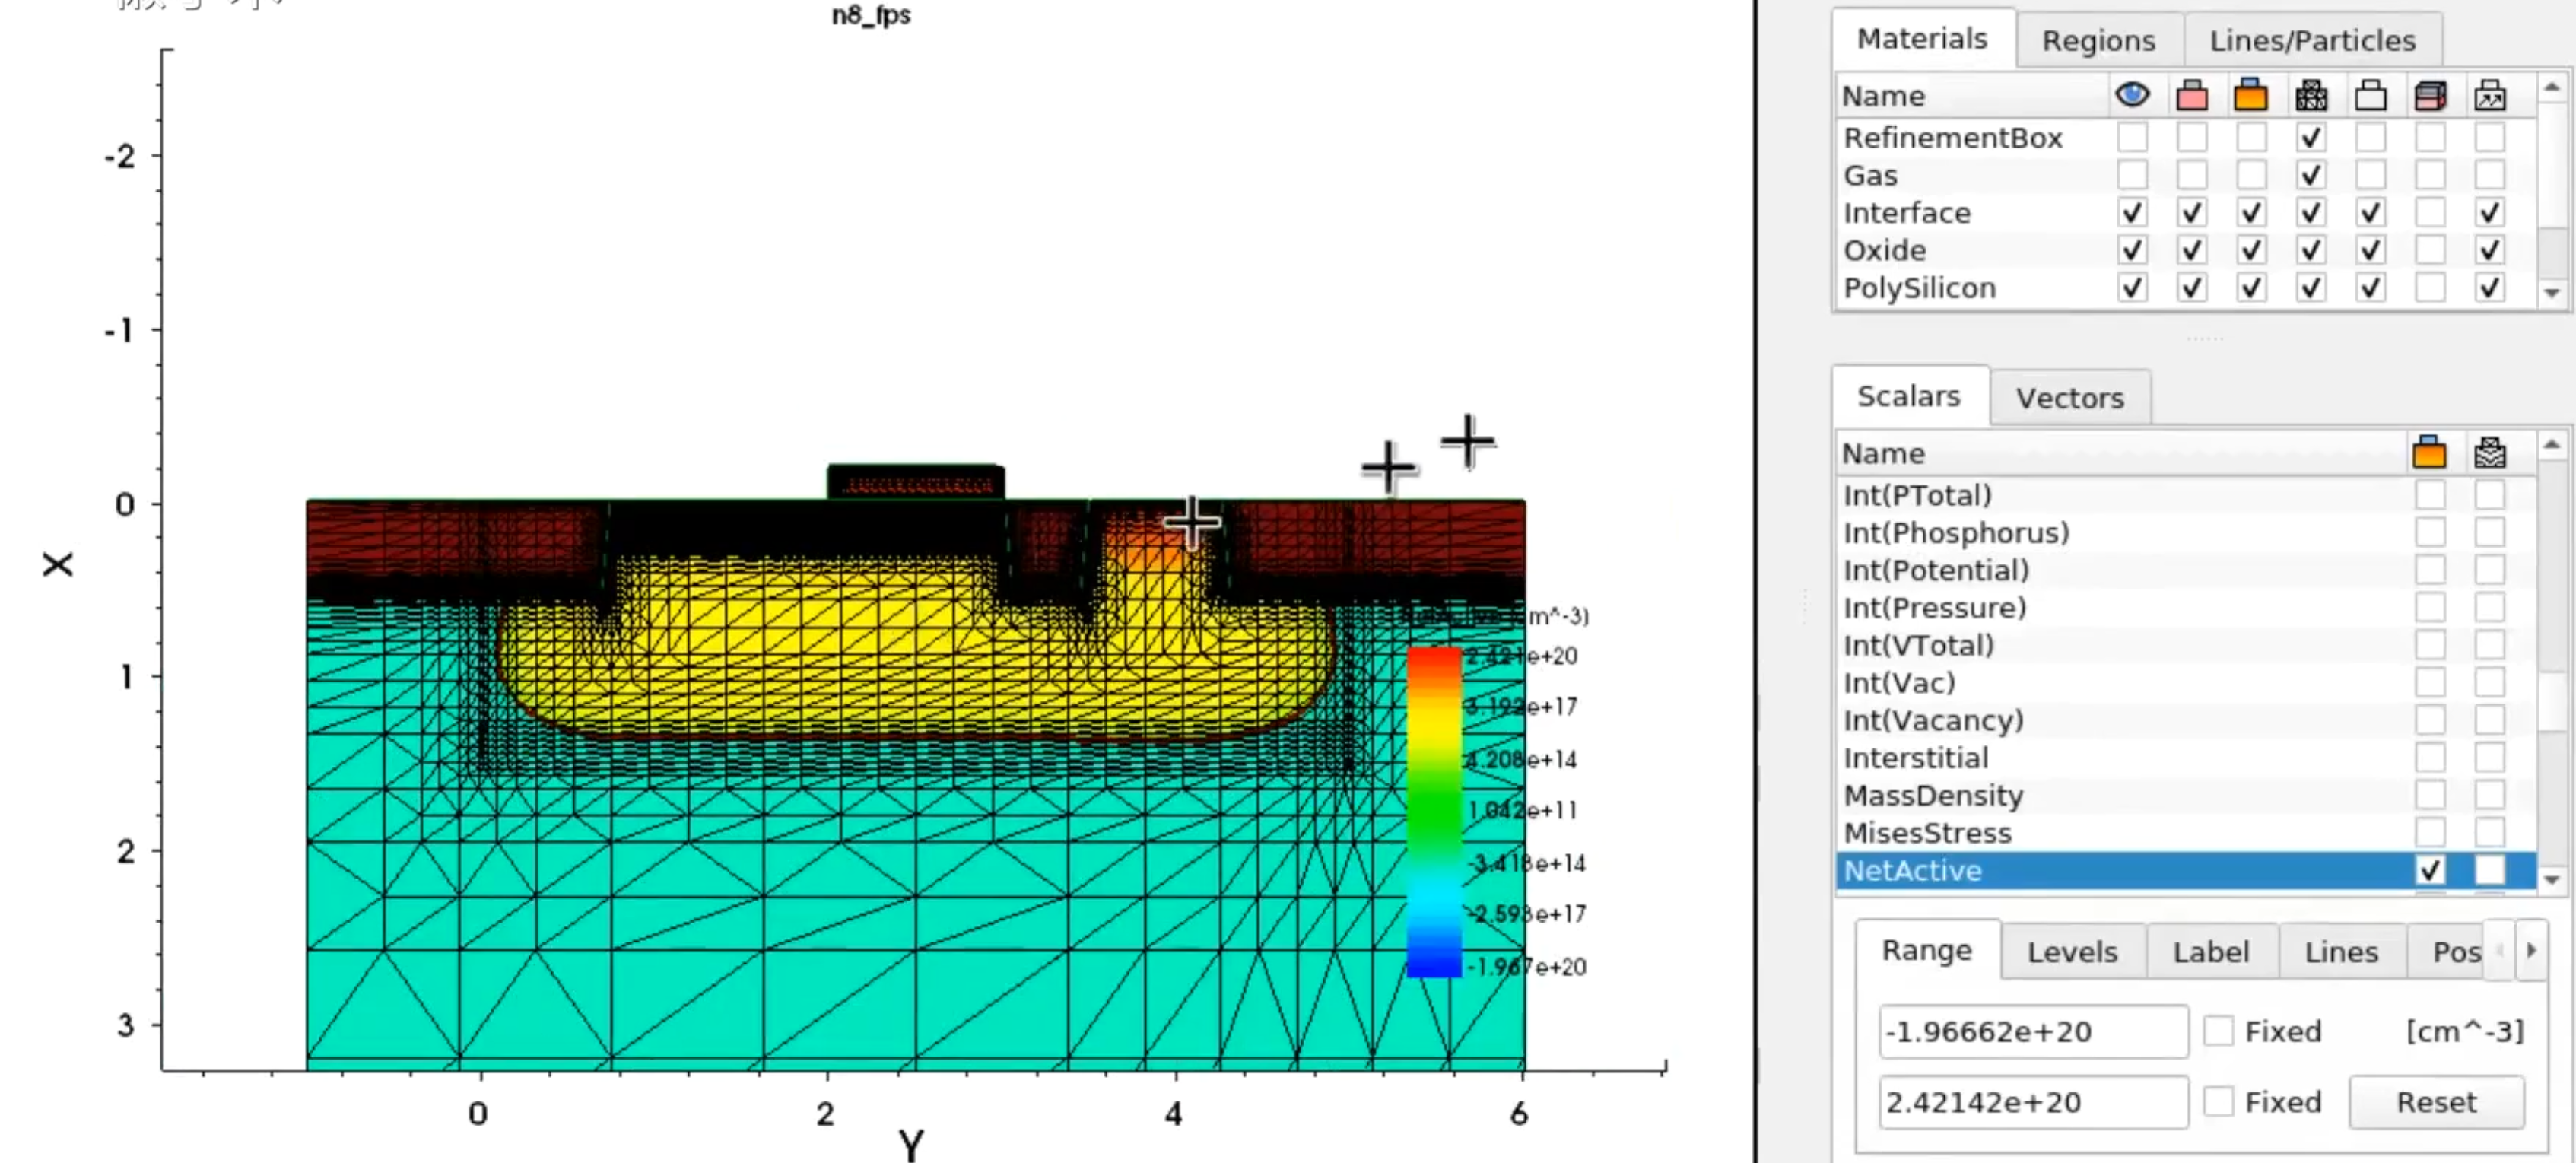 n8_fps
Materials Regions Lines/Particles
Name
RefinementBox
Gas
Interface
Oxide
PolySilicon
Scalars Vectors
Name
Int(PTotal)
Int(Phosphorus)
Int(Potential)
Int(Pressure)
Int(VTotal)
Int(Vac)
Int(Vacancy)
Interstitial
MassDensity
MisesStress
NetActive
Range Levels Label Lines Pos
-1.96662e+20 Fixed [cm^-3]
2.42142e+20 Fixed Reset
-2
-1
0
1
2
3
X
0 2 4 6
Y
m^-3)
2.421e+20
3.192e+17
4.208e+14
1.042e+11
-3.418e+14
-2.593e+17
-1.967e+20